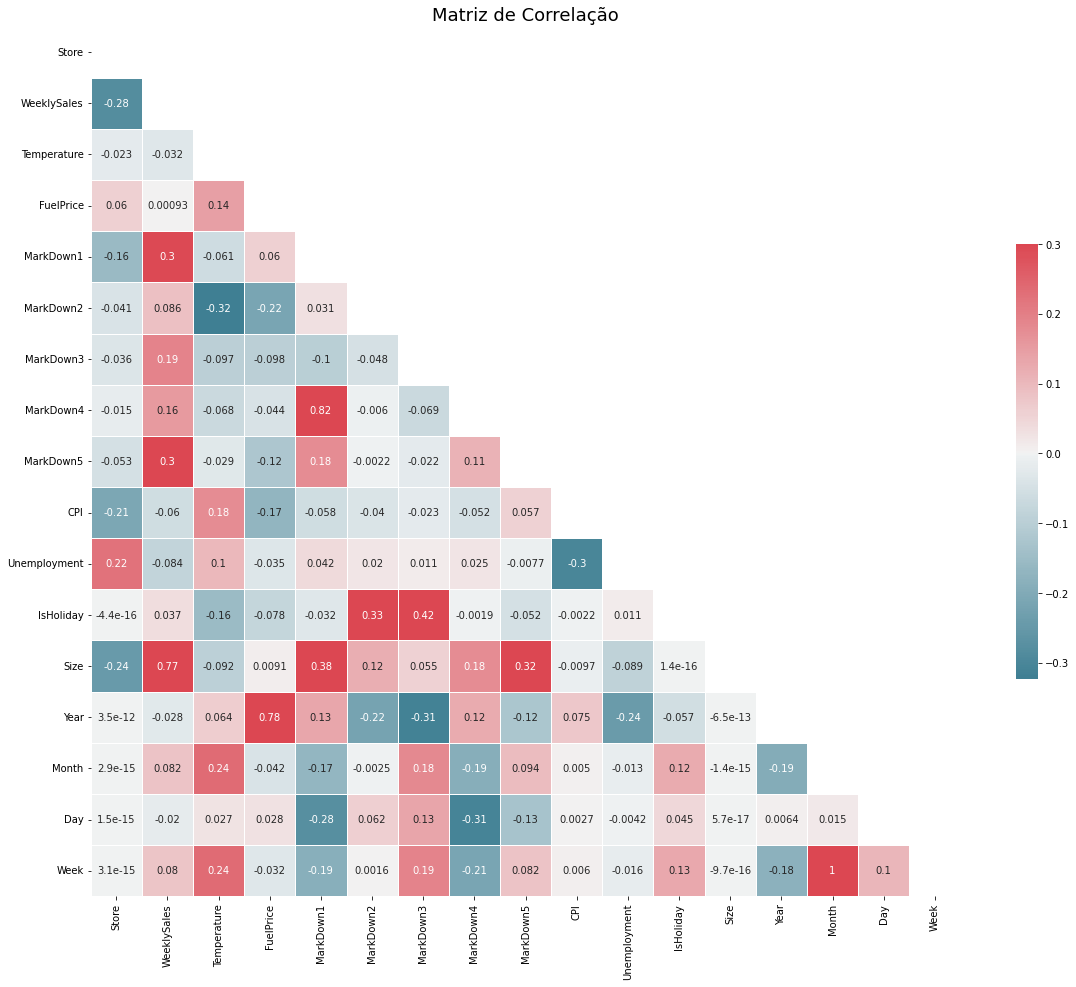 Matriz de Correlação
Store
WeeklySales -0.28
Temperature -0.023 -0.032
FuelPrice 0.06 0.00093 0.14
MarkDown1 -0.16 0.3 -0.061 0.06
MarkDown2 -0.041 0.086 -0.32 -0.22 0.031
MarkDown3 -0.036 0.19 -0.097 -0.098 -0.1 -0.048
MarkDown4 -0.015 0.16 -0.068 -0.044 0.82 -0.006 -0.069
MarkDown5 -0.053 0.3 -0.029 -0.12 0.18 -0.0022 -0.022 0.11
CPI -0.21 -0.06 0.18 -0.17 -0.058 -0.04 -0.023 -0.052 0.057
Unemployment 0.22 -0.084 0.1 -0.035 0.042 0.02 0.011 0.025 -0.0077 -0.3
IsHoliday -4.4e-16 0.037 -0.16 -0.078 -0.032 0.33 0.42 -0.0019 -0.052 -0.0022 0.011
Size -0.24 0.77 -0.092 0.0091 0.38 0.12 0.055 0.18 0.32 -0.0097 -0.089 1.4e-16
Year 3.5e-12 -0.028 0.064 0.78 0.13 -0.22 -0.31 0.12 -0.12 0.075 -0.24 -0.057 -6.5e-13
Month 2.9e-15 0.082 0.24 -0.042 -0.17 -0.0025 0.18 -0.19 0.094 0.005 -0.013 0.12 -1.4e-15 -0.19
Day 1.5e-15 -0.02 0.027 0.028 -0.28 0.062 0.13 -0.31 -0.13 0.0027 -0.0042 0.045 5.7e-17 0.0064 0.015
Week 3.1e-15 0.08 0.24 -0.032 -0.19 0.0016 0.19 -0.21 0.082 0.006 -0.016 0.13 -9.7e-16 -0.18 1 0.1
Store WeeklySales Temperature FuelPrice MarkDown1 MarkDown2 MarkDown3 MarkDown4 MarkDown5 CPI Unemployment IsHoliday Size Year Month Day Week
0.3
0.2
0.1
0.0
−0.1
−0.2
−0.3